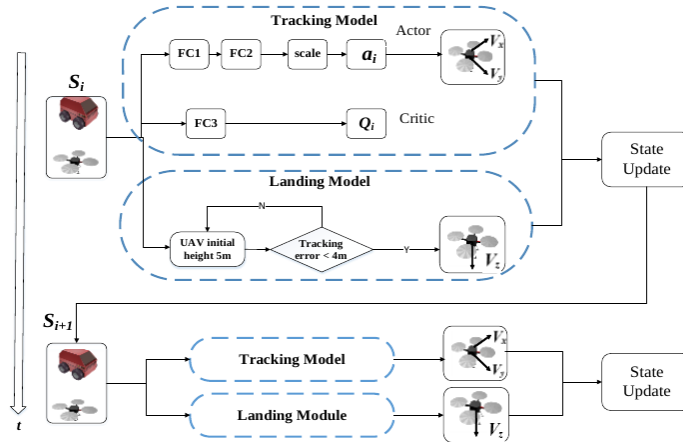 Tracking Model
Actor
FC1
FC2
scale
a_i
V_x
V_y
S_i
FC3
Q_i
Critic
State
Update
Landing Model
N
UAV initial
height 5m
Tracking
error < 4m
Y
V_z
S_{i+1}
Tracking Model
V_x
V_y
State
Update
Landing Module
V_z
t